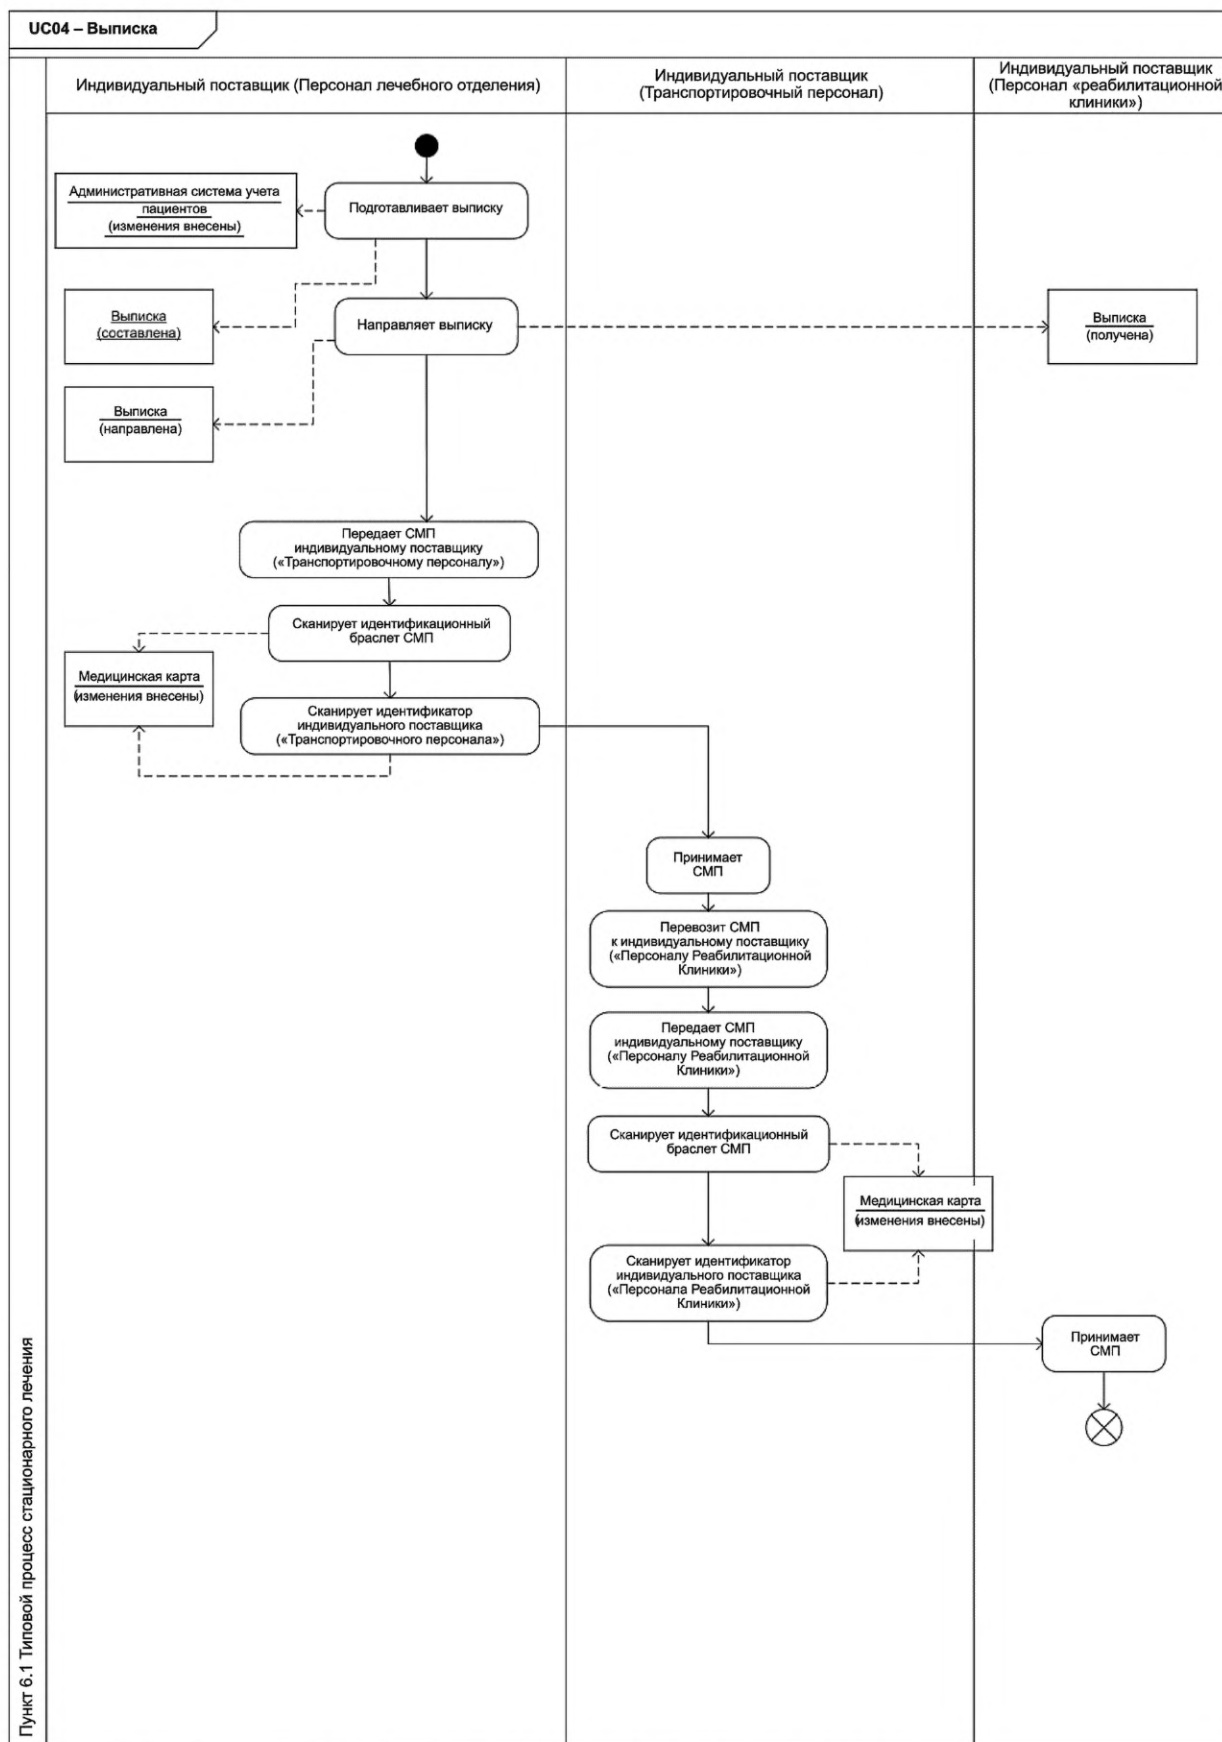 UC04 – Выписка
Индивидуальный поставщик (Персонал лечебного отделения)
Индивидуальный поставщик
(Транспортировочный персонал)
Индивидуальный поставщик
(Персонал «реабилитационной
клиники»)
Административная система учета
пациентов
(изменения внесены)
Подготавливает выписку
Выписка
(составлена)
Направляет выписку
Выписка
(получена)
Выписка
(направлена)
Передает СМП
индивидуальному поставщику
(«Транспортировочному персоналу»)
Сканирует идентификационный
браслет СМП
Медицинская карта
(изменения внесены)
Сканирует идентификатор
индивидуального поставщика
(«Транспортировочного персонала»)
Принимает
СМП
Перевозит СМП
к индивидуальному поставщику
(«Персоналу Реабилитационной
Клиники»)
Передает СМП
индивидуальному поставщику
(«Персоналу Реабилитационной
Клиники»)
Сканирует идентификационный
браслет СМП
Медицинская карта
(изменения внесены)
Сканирует идентификатор
индивидуального поставщика
(«Персонала Реабилитационной
Клиники»)
Принимает
СМП
Пункт 6.1 Типовой процесс стационарного лечения